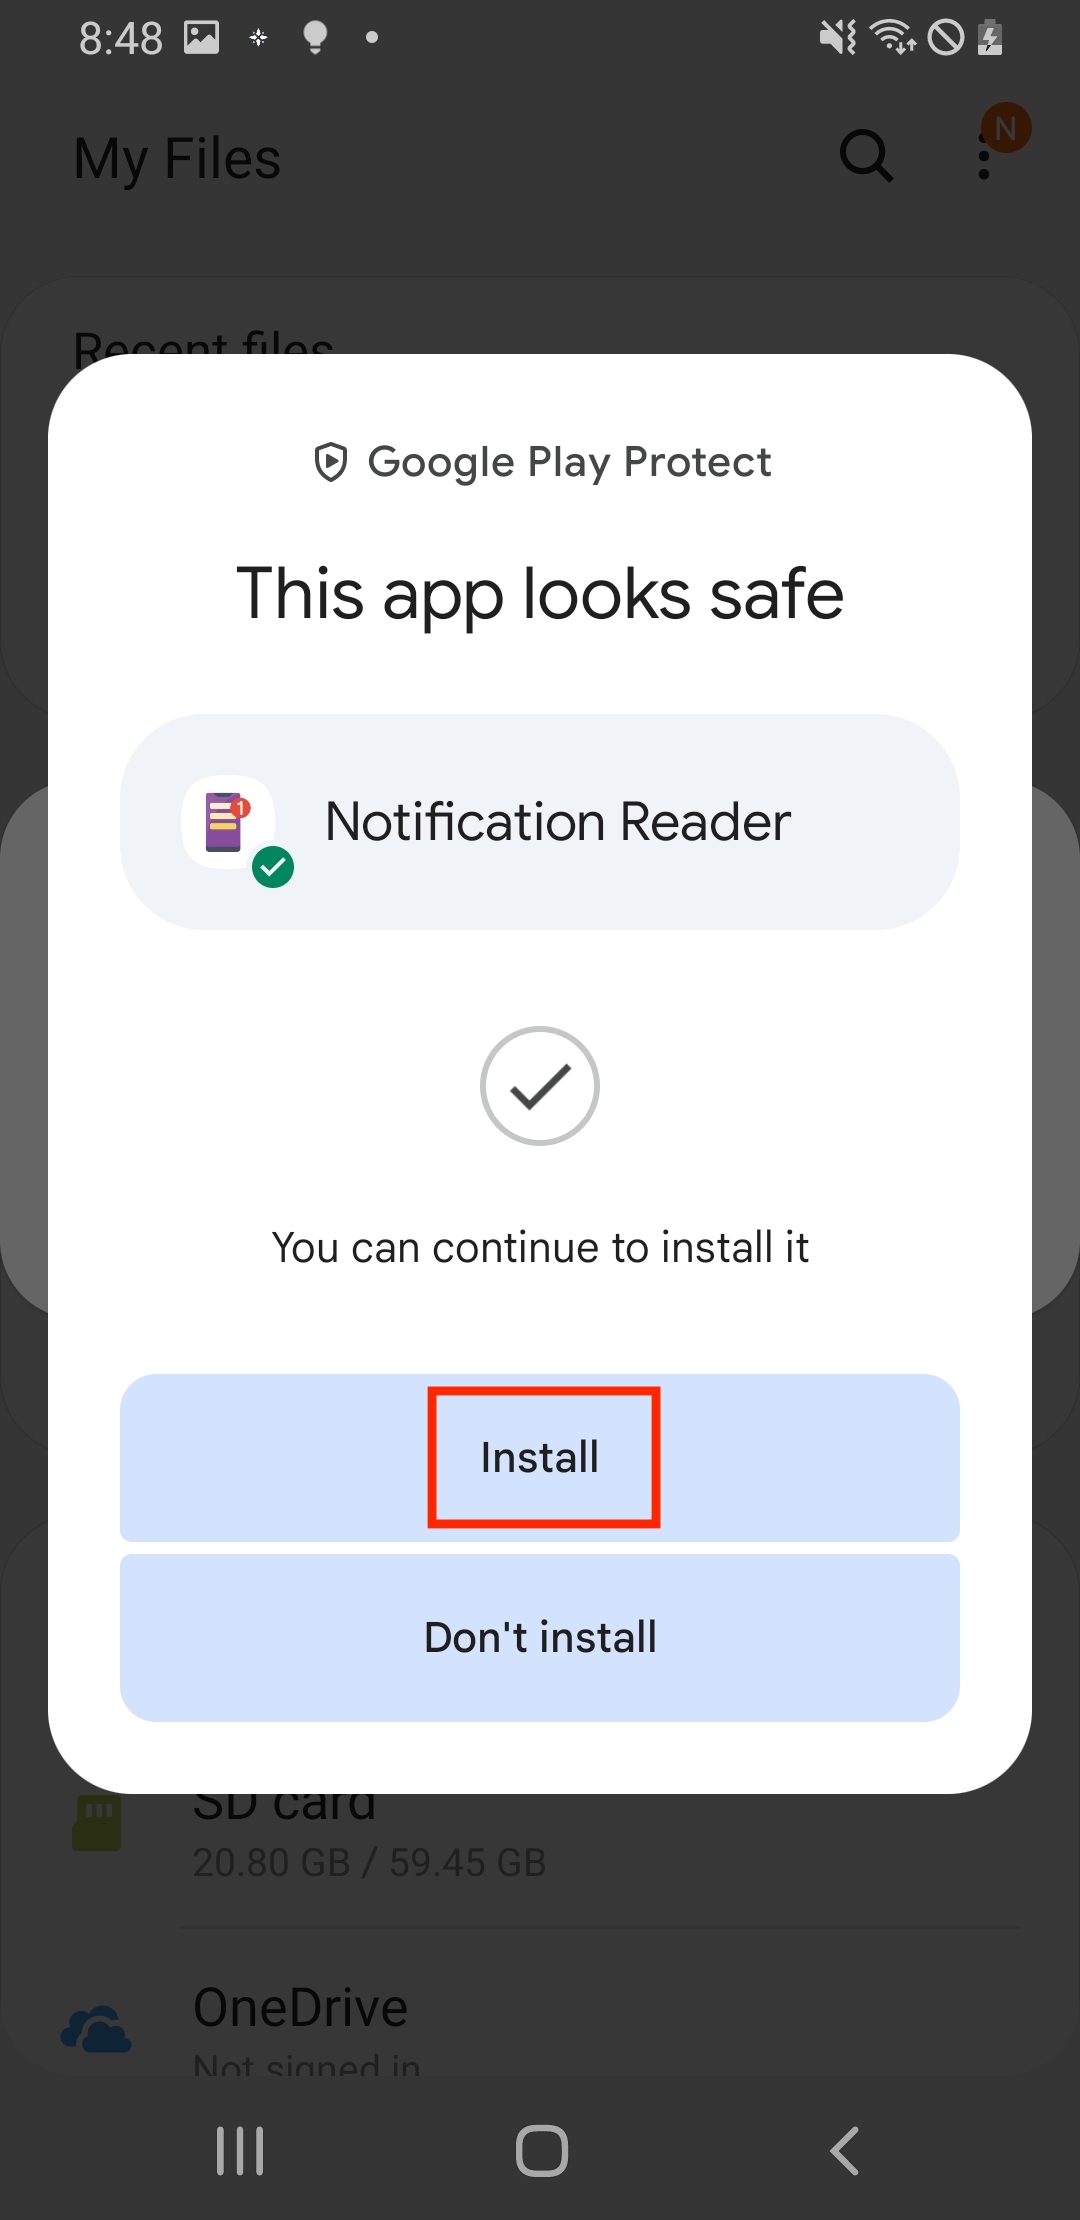 8:48
My Files
N
Recent files
Google Play Protect
This app looks safe
1
Notification Reader
You can continue to install it
Install
Don't install
SD card
20.80 GB / 59.45 GB
OneDrive
Not signed in